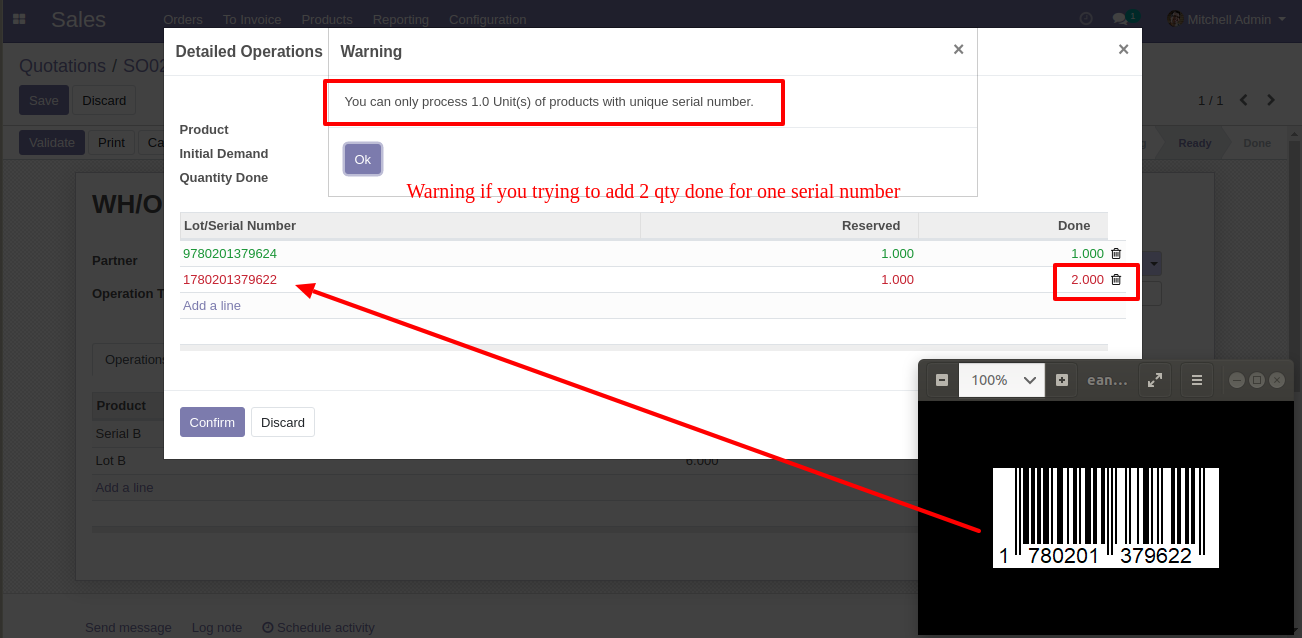 Sales
Orders To Invoice Products Reporting Configuration
1 Mitchell Admin
Quotations / SO02
Save Discard
1 / 1
Validate Print Ca
Ready Done
WH/O
Partner
Operation T
Operations
Product
Serial B
Lot B 6.000
Add a line
Send message Log note Schedule activity
Detailed Operations
×
Warning
×
You can only process 1.0 Unit(s) of products with unique serial number.
Ok
Product
Initial Demand
Quantity Done
Warning if you trying to add 2 qty done for one serial number
Lot/Serial Number Reserved Done
9780201379624 1.000 1.000
1780201379622 1.000 2.000
Add a line
Confirm Discard
100% ean...
1 780201 379622